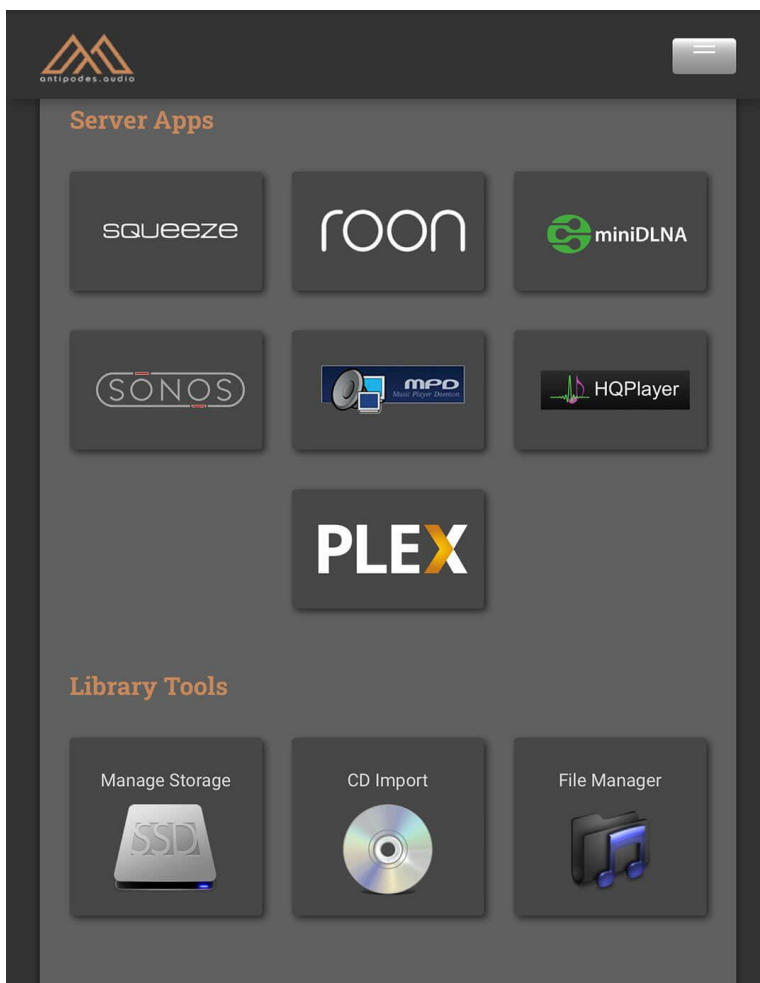 antipodes.audio
Server Apps
squeeze
roon
miniDLNA
SONOS
MPD
Music Player Daemon
HQPlayer
PLEX
Library Tools
Manage Storage
CD Import
File Manager
SSD